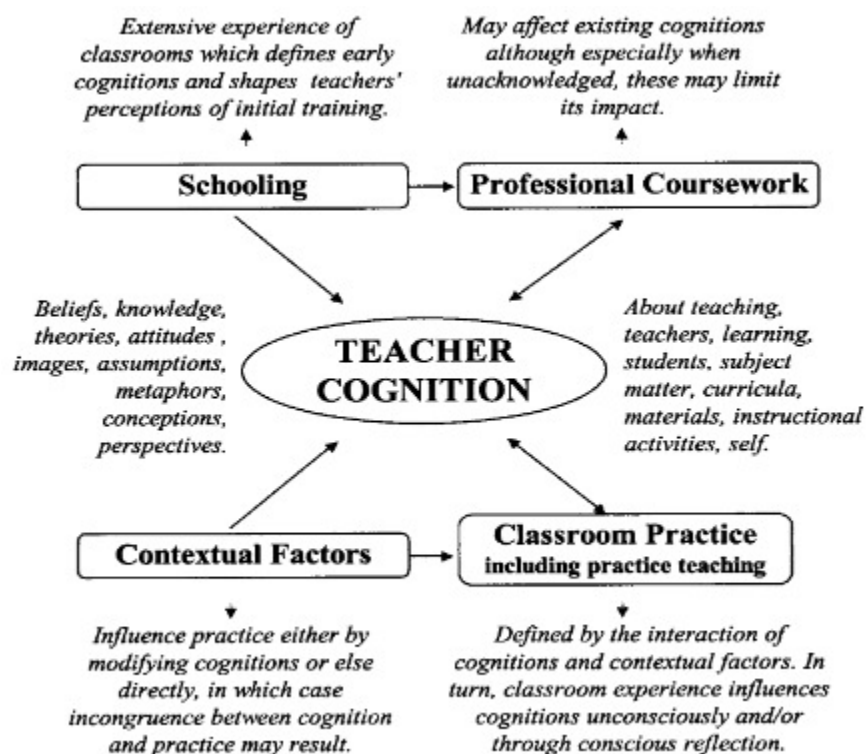 Extensive experience of
classrooms which defines early
cognitions and shapes teachers'
perceptions of initial training.
May affect existing cognitions
although especially when
unacknowledged, these may limit
its impact.
Schooling
Professional Coursework
Beliefs, knowledge,
theories, attitudes ,
images, assumptions,
metaphors,
conceptions,
perspectives.
TEACHER
COGNITION
About teaching,
teachers, learning,
students, subject
matter, curricula,
materials, instructional
activities, self.
Contextual Factors
Classroom Practice
including practice teaching
Influence practice either by
modifying cognitions or else
directly, in which case
incongruence between cognition
and practice may result.
Defined by the interaction of
cognitions and contextual factors. In
turn, classroom experience influences
cognitions unconsciously and/or
through conscious reflection.